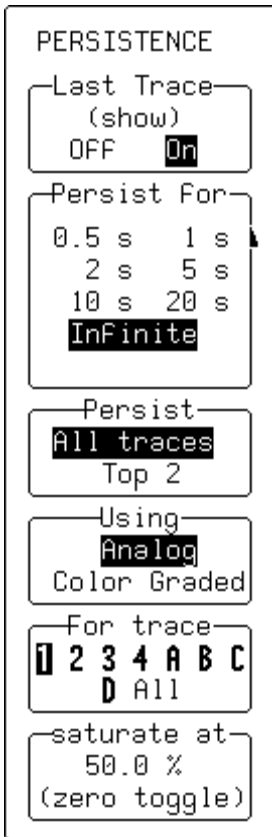 PERSISTENCE
Last Trace
(show)
OFF On
Persist For
0.5 s 1 s
2 s 5 s
10 s 20 s
Infinite
Persist
All traces
Top 2
Using
Analog
Color Graded
For trace
1 2 3 4 A B C
D All
saturate at
50.0 %
(zero toggle)